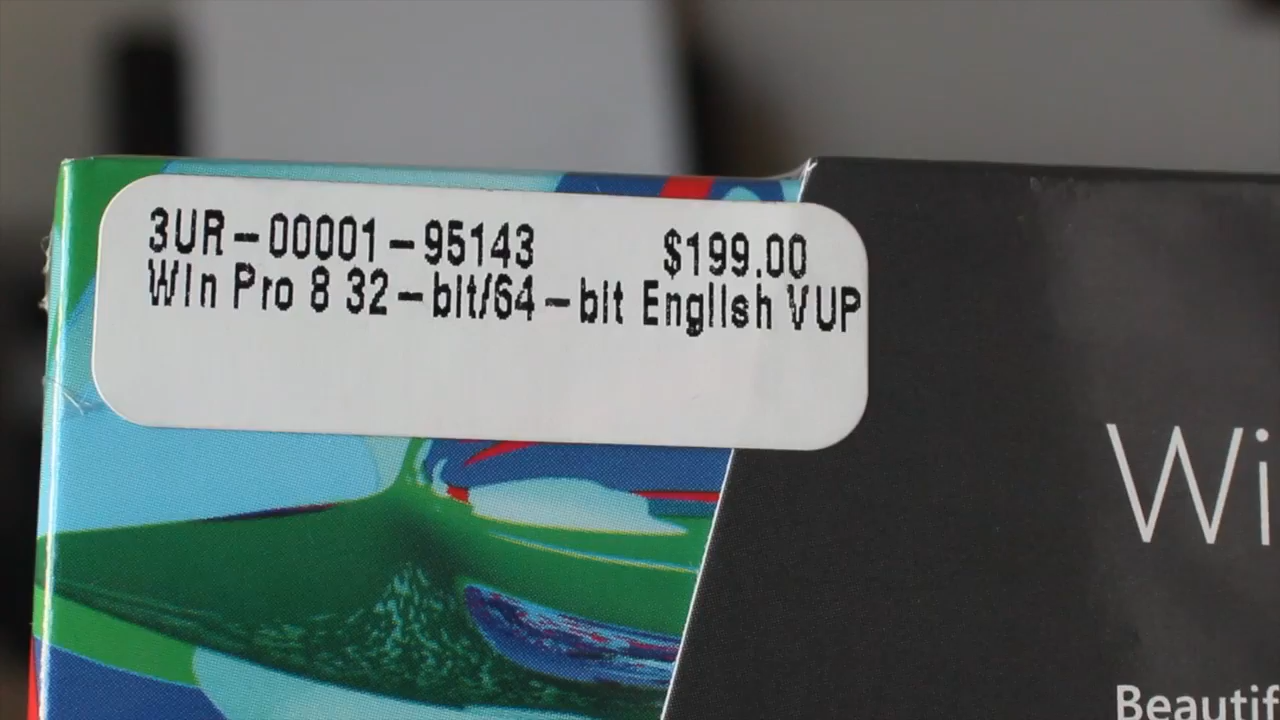 3UR-00001-95143 $199.00
Win Pro 8 32-bit/64-bit English VUP
Wi
Beautif